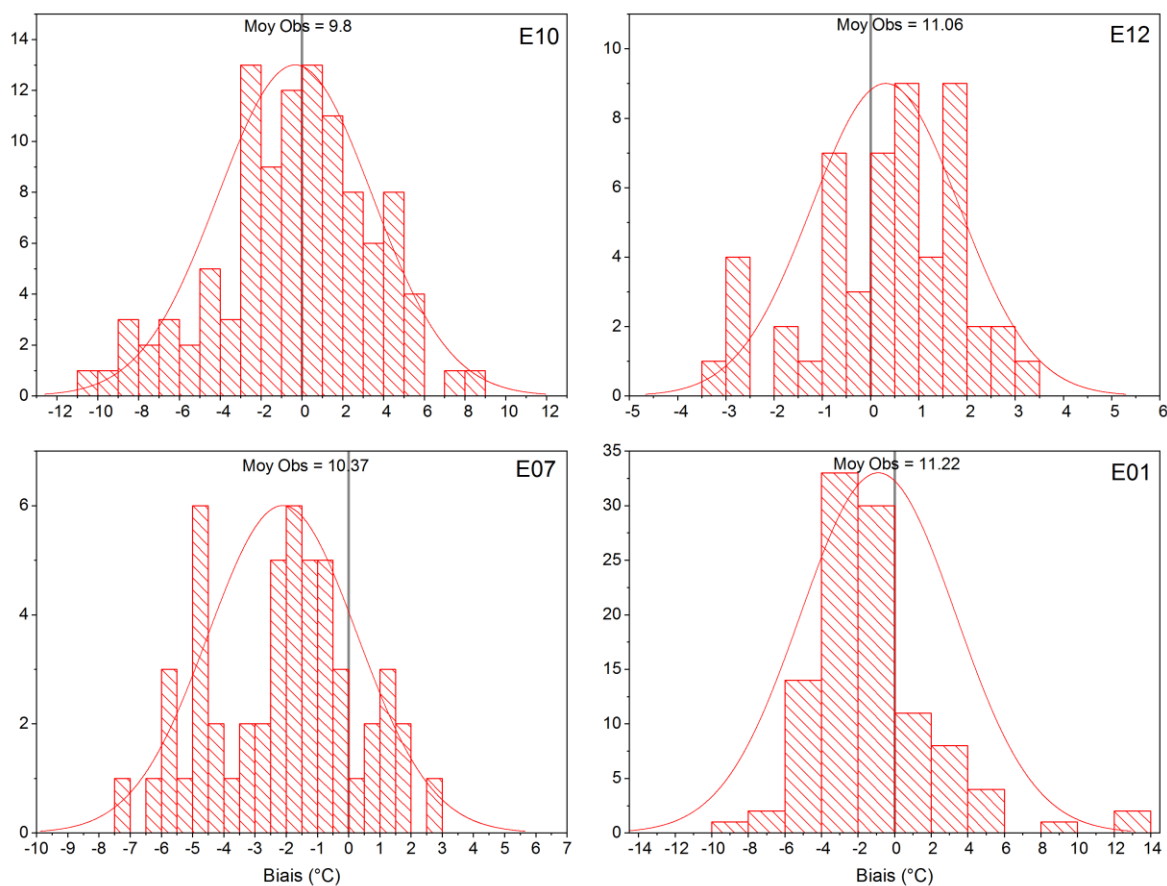 Moy Obs = 9.8
E10
14
12
10
8
6
4
2
0
-12 -10 -8 -6 -4 -2 0 2 4 6 8 10 12
Moy Obs = 11.06
E12
10
8
6
4
2
0
-5 -4 -3 -2 -1 0 1 2 3 4 5 6
Moy Obs = 10.37
E07
6
4
2
0
-10 -9 -8 -7 -6 -5 -4 -3 -2 -1 0 1 2 3 4 5 6 7
Biais (°C)
Moy Obs = 11.22
E01
35
30
25
20
15
10
5
0
-14 -12 -10 -8 -6 -4 -2 0 2 4 6 8 10 12 14
Biais (°C)